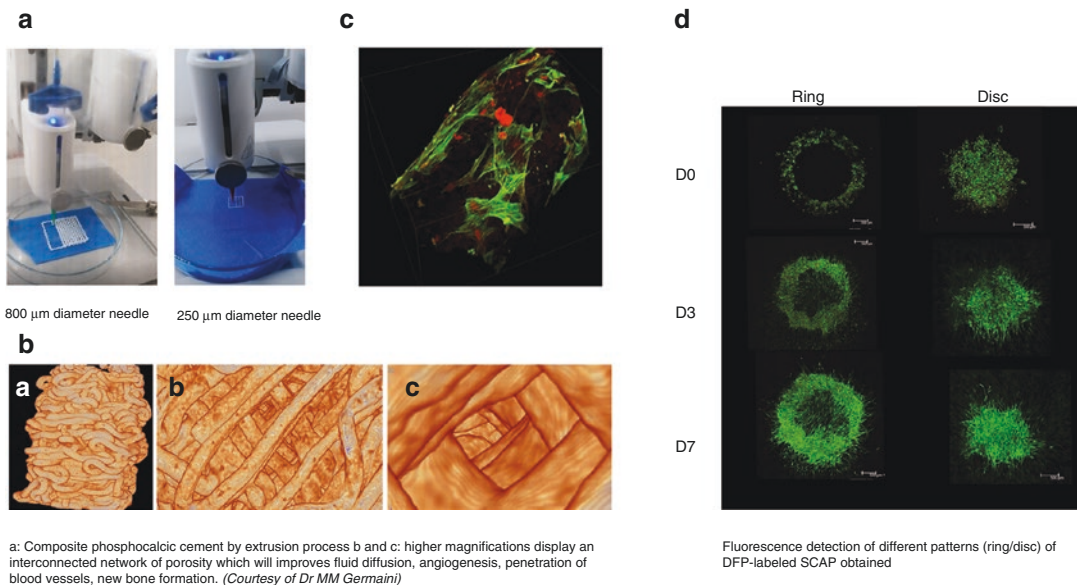 a
c
d
800 μm diameter needle
250 μm diameter needle
b
a
b
c
a: Composite phosphocalcic cement by extrusion process b and c: higher magnifications display an
interconnected network of porosity which will improves fluid diffusion, angiogenesis, penetration of
blood vessels, new bone formation. (Courtesy of Dr MM Germaini)
Ring
Disc
D0
D3
D7
Fluorescence detection of different patterns (ring/disc) of
DFP-labeled SCAP obtained